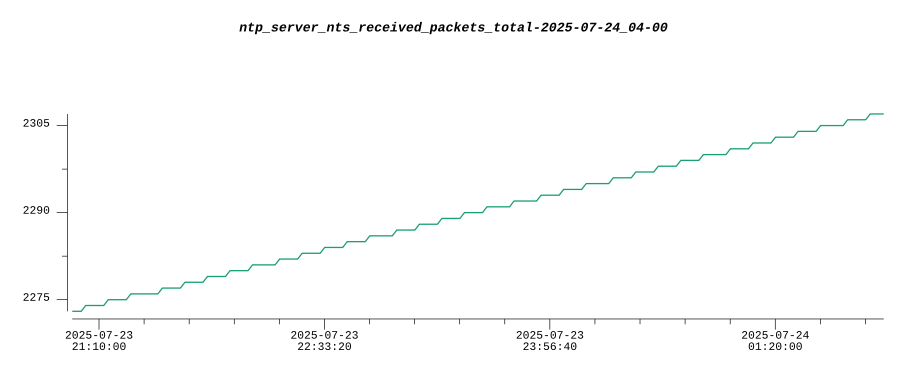 ntp_server_nts_received_packets_total-2025-07-24_04-00
2305
2290
2275
2025-07-23 2025-07-23 2025-07-23 2025-07-24
21:10:00 22:33:20 23:56:40 01:20:00